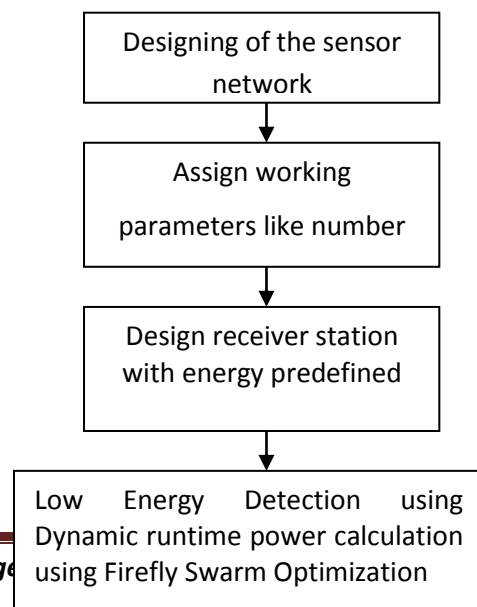 Designing of the sensor
network
Assign working
parameters like number
Design receiver station
with energy predefined
Low Energy Detection using
Dynamic runtime power calculation
using Firefly Swarm Optimization